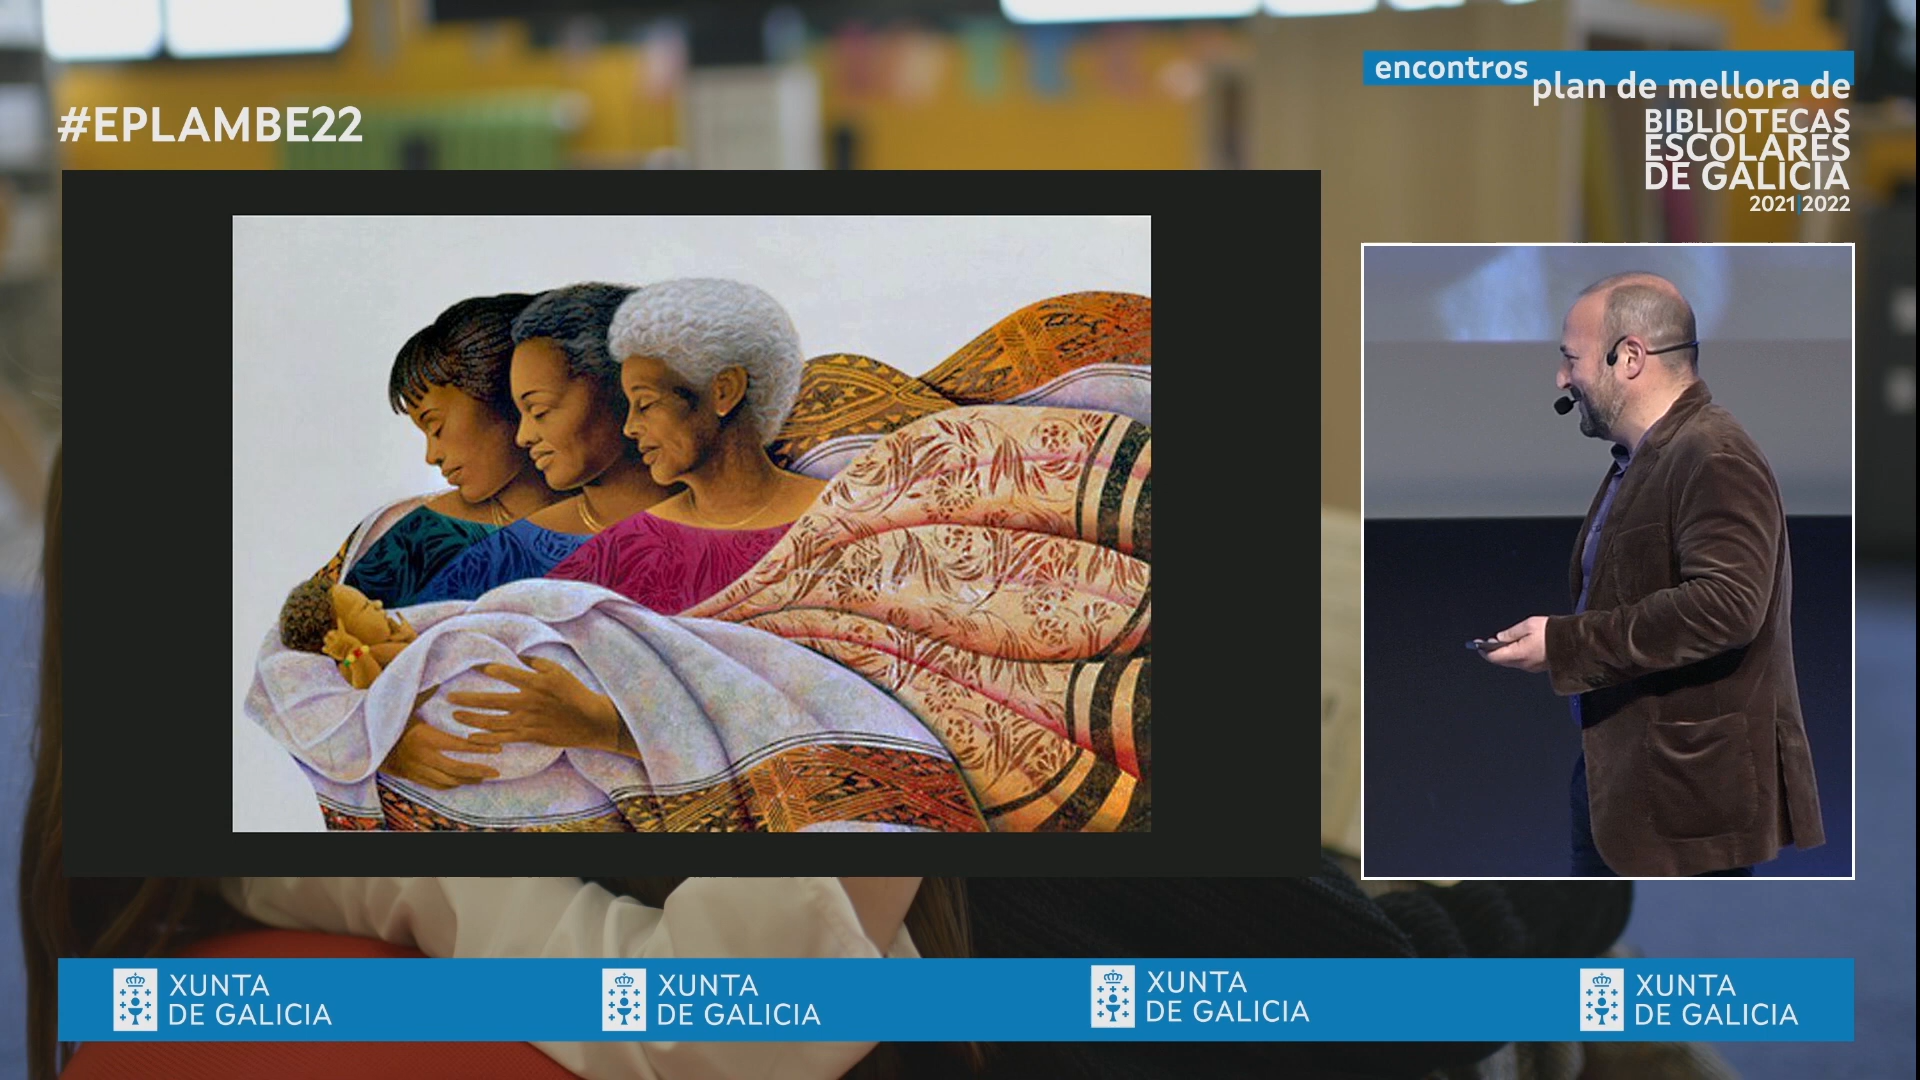 #EPLAMBE22
encontros
plan de mellora de
BIBLIOTECAS
ESCOLARES
DE GALICIA
2021|2022
XUNTA
DE GALICIA
XUNTA
DE GALICIA
XUNTA
DE GALICIA
XUNTA
DE GALICIA